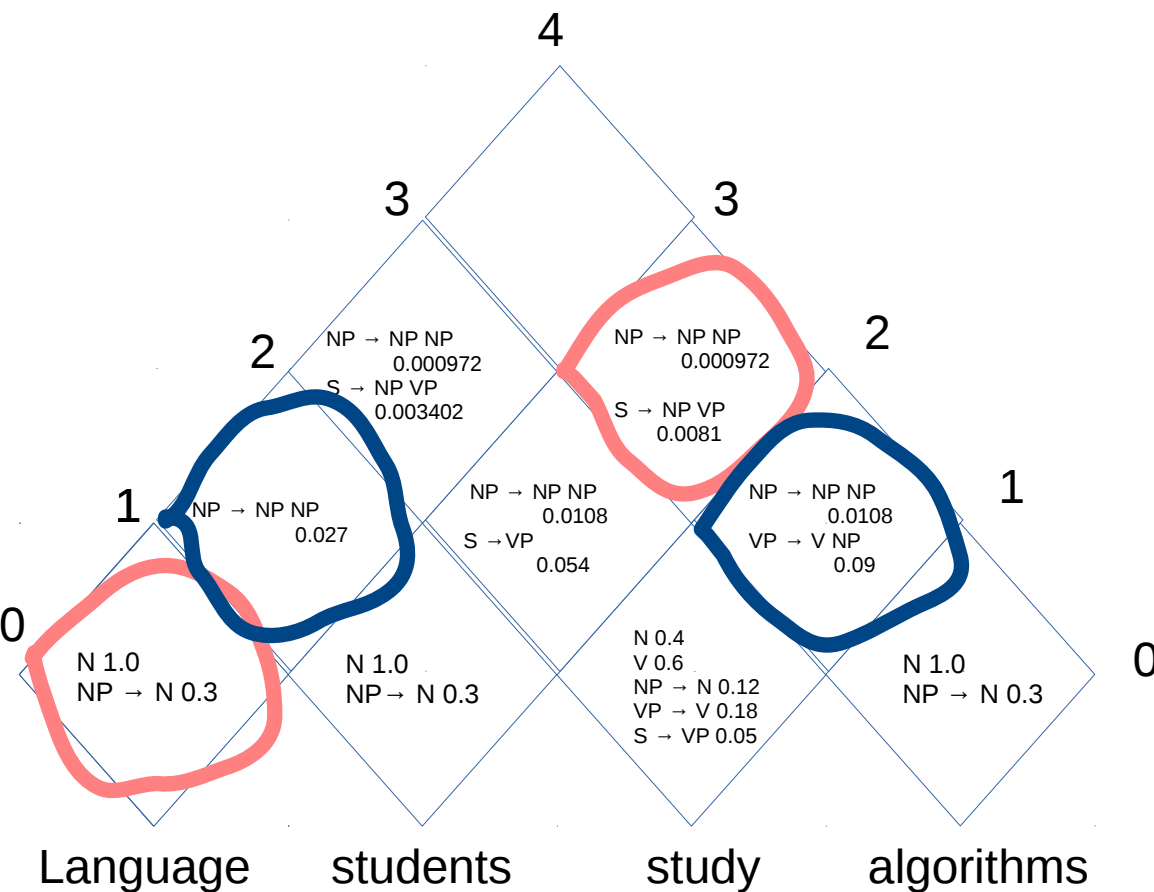 4
3
3
NP → NP NP
0.000972
S → NP VP
0.003402
NP → NP NP
0.000972
S → NP VP
0.0081
2
2
NP → NP NP
0.027
NP → NP NP
0.0108
S →VP
0.054
NP → NP NP
0.0108
VP → V NP
0.09
1
1
0
N 1.0
NP → N 0.3
N 1.0
NP→ N 0.3
N 0.4
V 0.6
NP → N 0.12
VP → V 0.18
S → VP 0.05
N 1.0
NP → N 0.3
0
Language students study algorithms